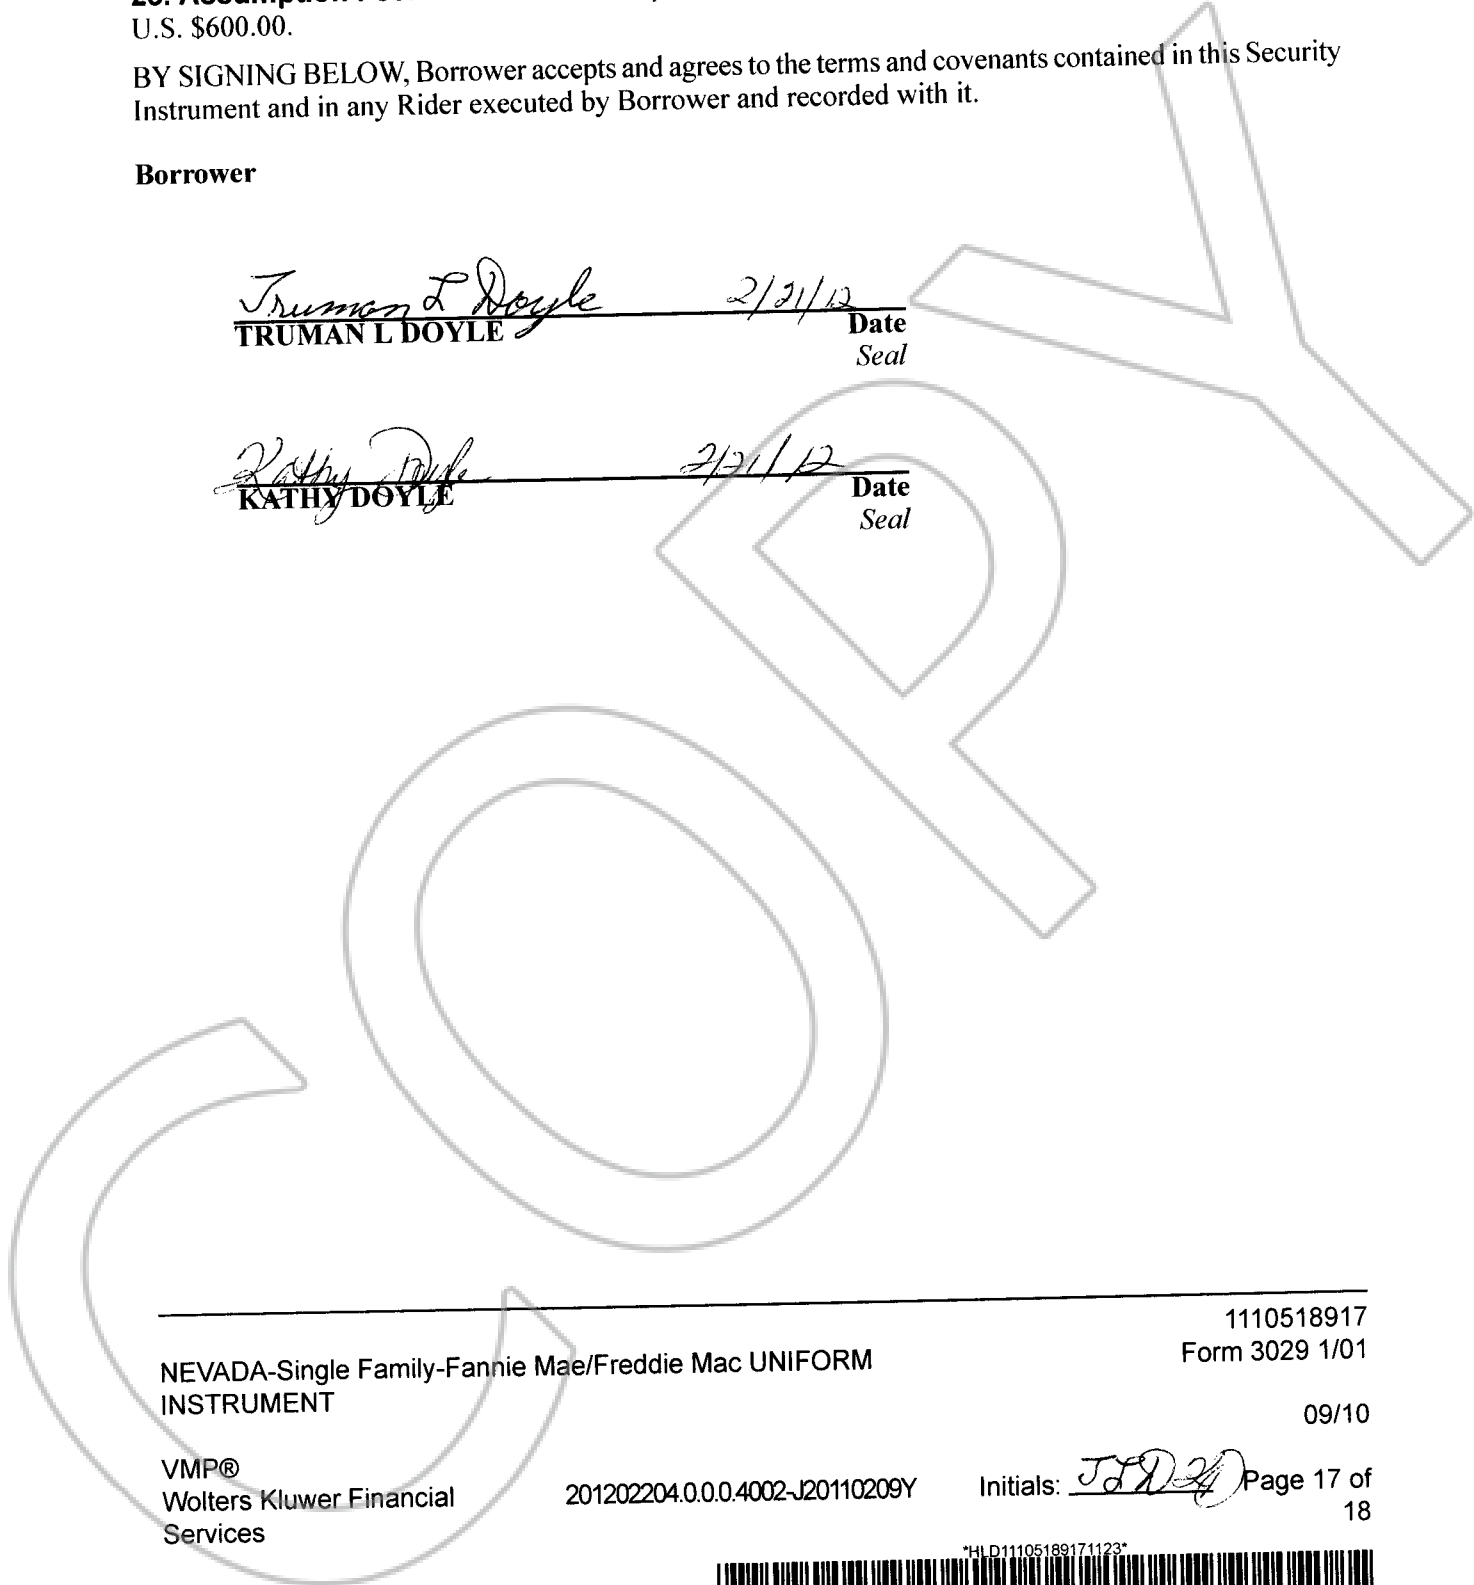 U.S. $600.00.
BY SIGNING BELOW, Borrower accepts and agrees to the terms and covenants contained in this Security
Instrument and in any Rider executed by Borrower and recorded with it.
Borrower
Truman L Doyle 2/21/12
TRUMAN L DOYLE Date
Seal
Kathy Doyle 2/21/12
KATHY DOYLE Date
Seal
COPY
1110518917
NEVADA-Single Family-Fannie Mae/Freddie Mac UNIFORM Form 3029 1/01
INSTRUMENT
09/10
VMP®
Wolters Kluwer Financial 201202204.0.0.0.4002-J20110209Y Initials: TLD Page 17 of
Services 18
*HLD11105189171123*